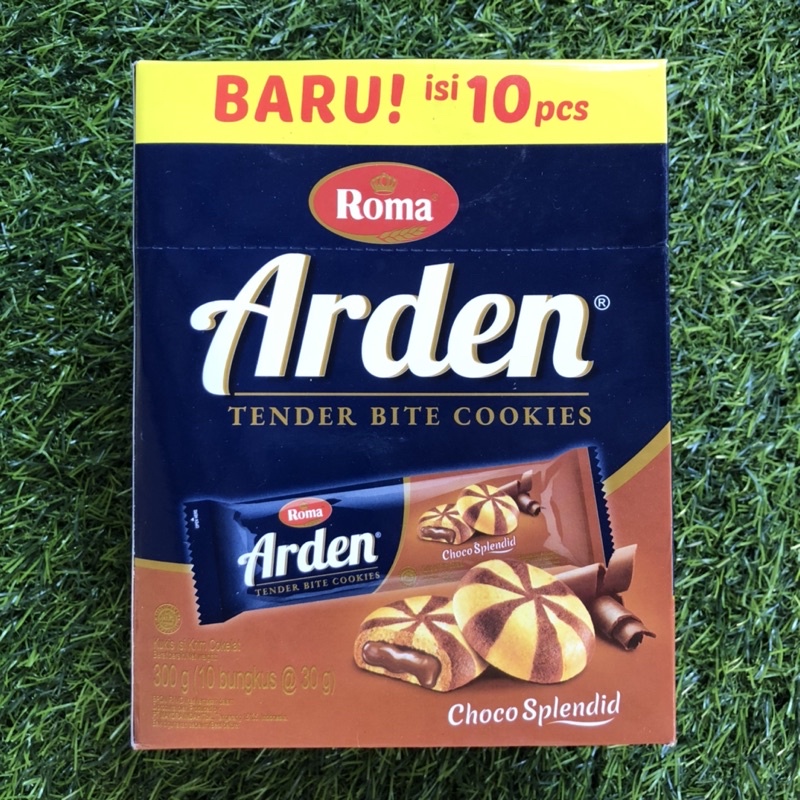 BARU! isi 10 pcs
Roma
Arden®
TENDER BITE COOKIES
Roma
Arden®
TENDER BITE COOKIES
Choco Splendid
300 g (10 bungkus @ 30 g)
Choco Splendid